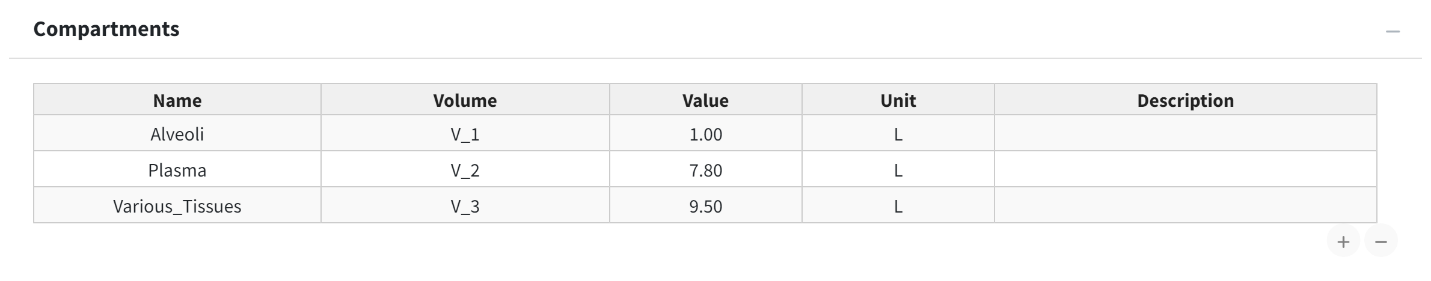 Compartments
Name Volume Value Unit Description
Alveoli V_1 1.00 L
Plasma V_2 7.80 L
Various_Tissues V_3 9.50 L
+ −